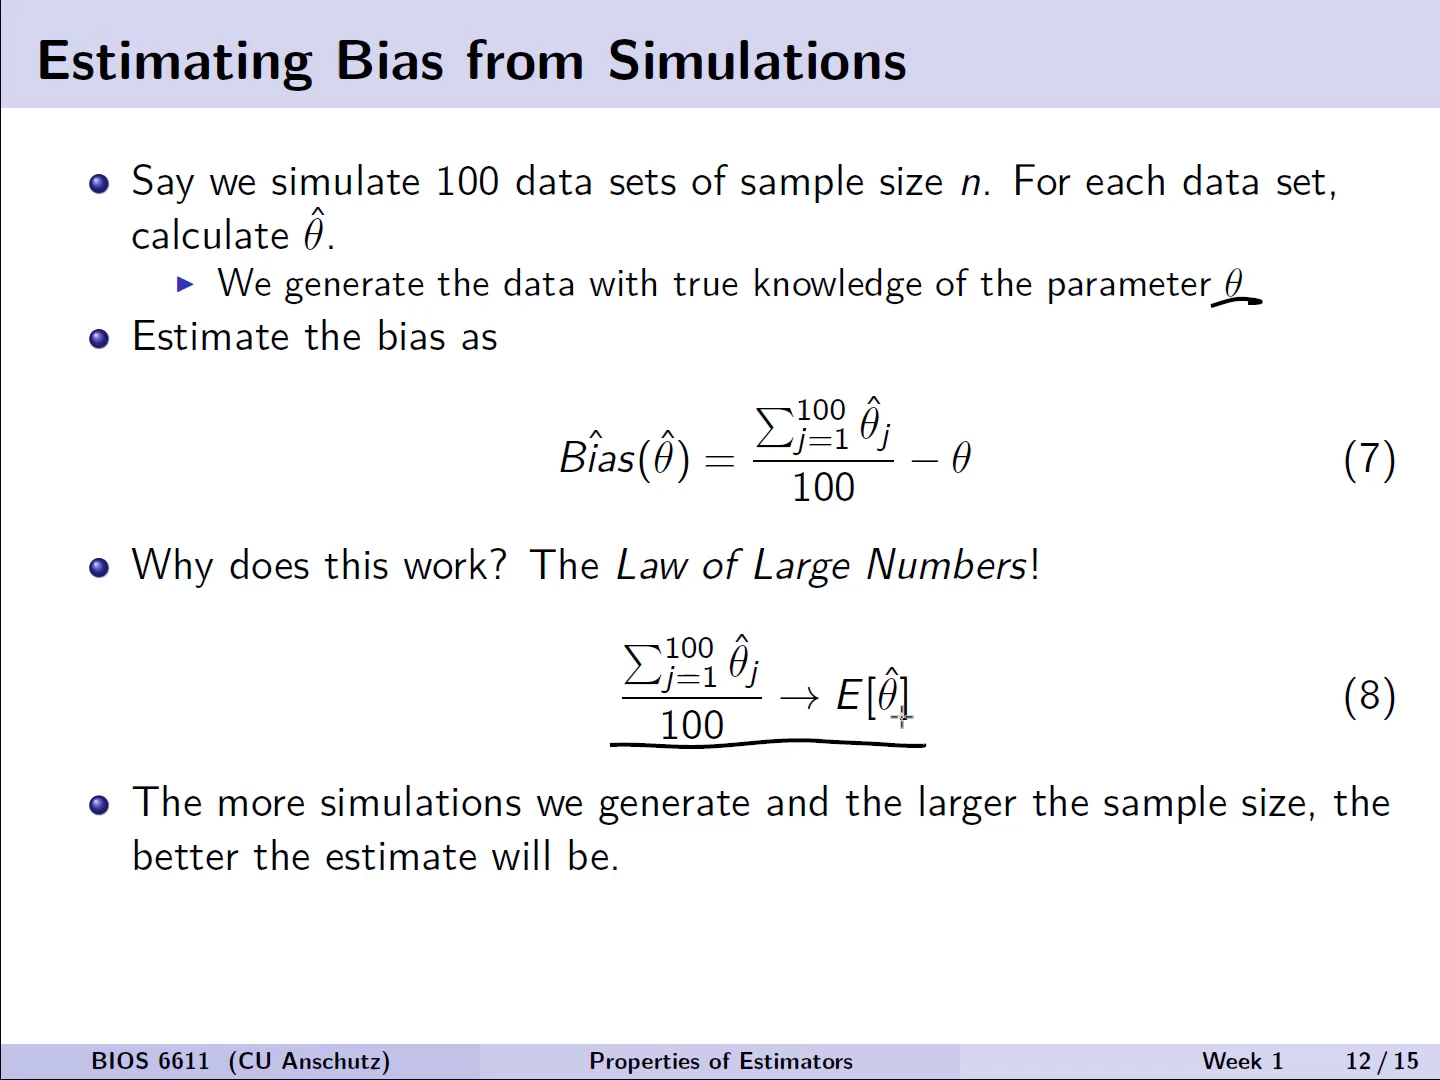 Estimating Bias from Simulations
Say we simulate 100 data sets of sample size n. For each data set,
calculate θ̂.
We generate the data with true knowledge of the parameter θ
Estimate the bias as
Biâs(θ̂) = ∑_{j=1}^{100} θ̂_j / 100 − θ (7)
Why does this work? The Law of Large Numbers!
∑_{j=1}^{100} θ̂_j / 100 → E[θ̂] (8)
The more simulations we generate and the larger the sample size, the
better the estimate will be.
BIOS 6611 (CU Anschutz) Properties of Estimators Week 1 12 / 15